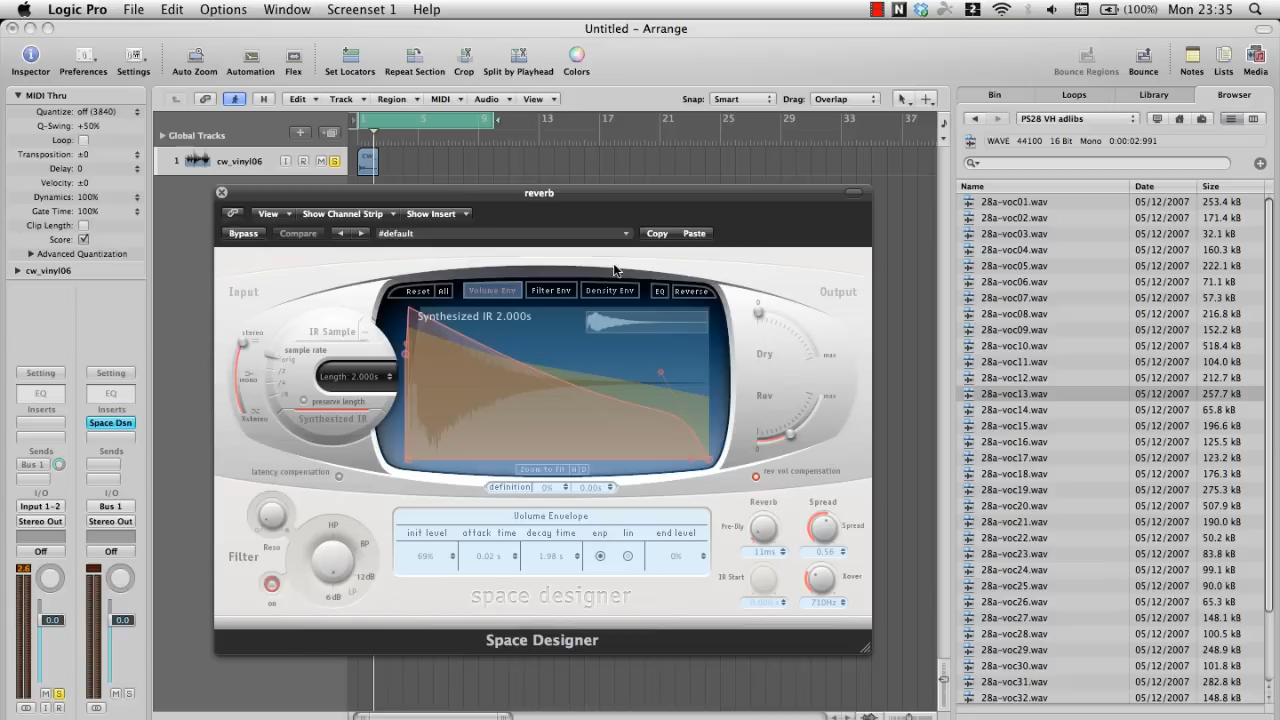 Logic Pro File Edit Options Window Screenset 1 Help 2 (100%) Mon 23:35
Untitled - Arrange
Inspector Preferences Settings Auto Zoom Automation Flex Set Locators Repeat Section Crop Split by Playhead Colors Bounce Regions Bounce Notes Lists Media
MIDI Thru
Quantize: off (3840)
Q-Swing: +50%
Loop:
Transposition: ±0
Delay: 0
Velocity: ±0
Dynamics: 100%
Gate Time: 100%
Clip Length:
Score:
Advanced Quantization
cw_vinyl06
Edit Track Region MIDI Audio View Snap: Smart Drag: Overlap
Global Tracks
1 5 9 13 17 21 25 29 33 37
1 cw_vinyl06 I R M S
cw
reverb
View Show Channel Strip Show Insert
Bypass Compare #default Copy Paste
Input
Output
Reset All Volume Env Filter Env Density Env EQ Reverse
Synthesized IR 2.000s
IR Sample
sample rate
stereo
mono
Xstereo
orig
/2
/4
/8
Length: 2.000s
preserve length
Synthesized IR
latency compensation
Zoom to Fit A D
definition 0% 0.00s
0
Dry
max
Rev
max
0
rev vol compensation
Filter
Reso
on
HP
BP
12dB
LP
6dB
Volume Envelope
init level attack time decay time exp lin end level
69% 0.02 s 1.98 s 0%
space designer
Reverb Spread
Pre-Dly Spread
11ms 0.56
IR Start Xover
0.000s 710Hz
Space Designer
Setting Setting
EQ EQ
Inserts Inserts
Space Dsn
Sends Sends
Bus 1
I/O I/O
Input 1-2 Bus 1
Stereo Out Stereo Out
Off Off
2.6
0.0 0.0
M S M S
I R
Bin Loops Library Browser
PS28 VH adlibs
WAVE 44100 16 Bit Mono 0:00:02:991
Name Date Size
28a-voc01.wav 05/12/2007 253.4 kB
28a-voc02.wav 05/12/2007 171.4 kB
28a-voc03.wav 05/12/2007 32.1 kB
28a-voc04.wav 05/12/2007 160.3 kB
28a-voc05.wav 05/12/2007 222.1 kB
28a-voc06.wav 05/12/2007 71.1 kB
28a-voc07.wav 05/12/2007 57.3 kB
28a-voc08.wav 05/12/2007 216.8 kB
28a-voc09.wav 05/12/2007 152.2 kB
28a-voc10.wav 05/12/2007 518.4 kB
28a-voc11.wav 05/12/2007 104.0 kB
28a-voc12.wav 05/12/2007 212.7 kB
28a-voc13.wav 05/12/2007 257.7 kB
28a-voc14.wav 05/12/2007 65.8 kB
28a-voc15.wav 05/12/2007 196.6 kB
28a-voc16.wav 05/12/2007 125.5 kB
28a-voc17.wav 05/12/2007 123.2 kB
28a-voc18.wav 05/12/2007 176.3 kB
28a-voc19.wav 05/12/2007 275.3 kB
28a-voc20.wav 05/12/2007 507.9 kB
28a-voc21.wav 05/12/2007 190.0 kB
28a-voc22.wav 05/12/2007 50.2 kB
28a-voc23.wav 05/12/2007 83.8 kB
28a-voc24.wav 05/12/2007 99.1 kB
28a-voc25.wav 05/12/2007 90.0 kB
28a-voc26.wav 05/12/2007 65.3 kB
28a-voc27.wav 05/12/2007 148.1 kB
28a-voc28.wav 05/12/2007 100.5 kB
28a-voc29.wav 05/12/2007 248.9 kB
28a-voc30.wav 05/12/2007 101.8 kB
28a-voc31.wav 05/12/2007 282.8 kB
28a-voc32.wav 05/12/2007 148.8 kB